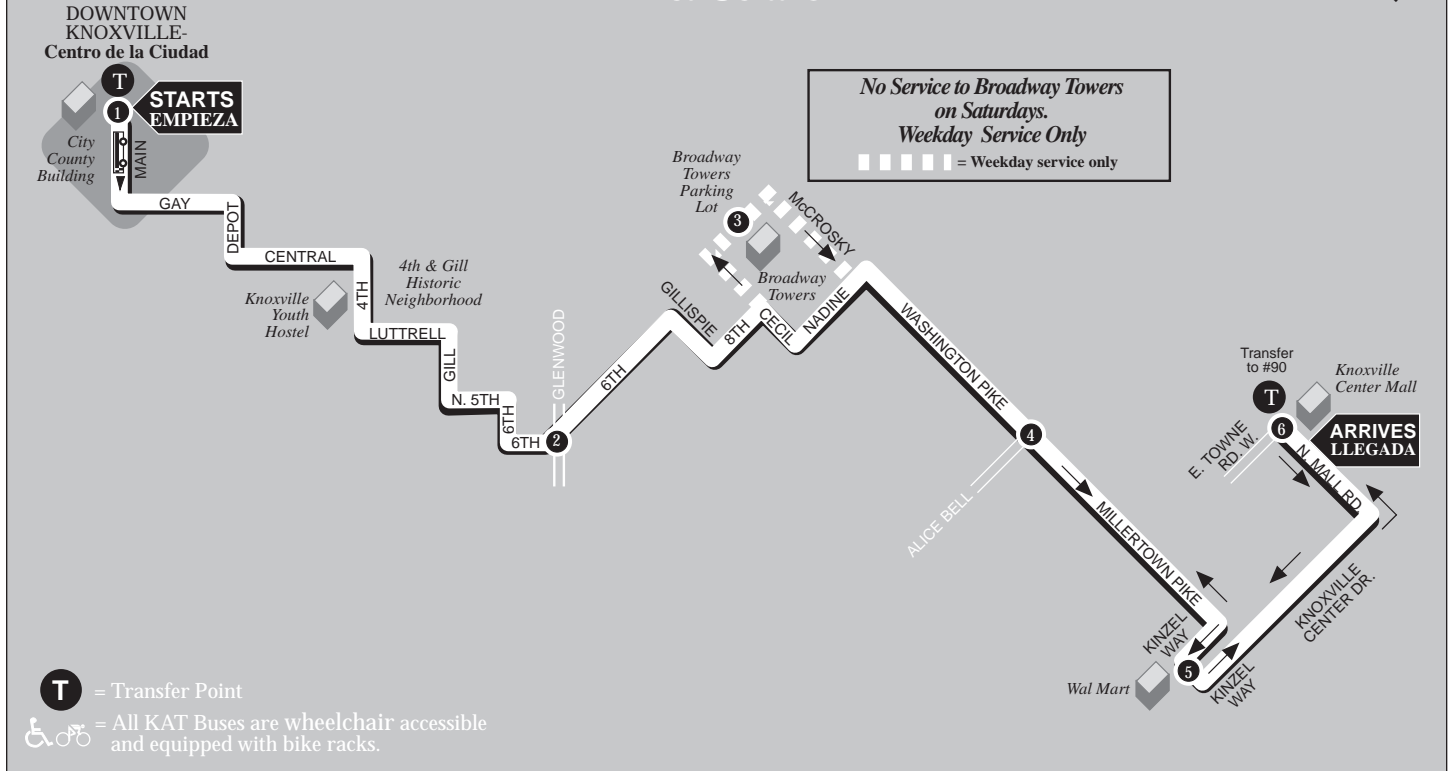 DOWNTOWN
KNOXVILLE-
Centro de la Ciudad
T
1
STARTS
EMPIEZA
City
County
Building
MAIN
GAY
DEPOT
CENTRAL
Knoxville
Youth
Hostel
4TH
4th & Gill
Historic
Neighborhood
LUTTRELL
GILL
N. 5TH
6TH
6TH
2
GLENWOOD
6TH
GILLISPIE
8TH
CECIL
NADINE
Broadway
Towers
Parking
Lot
3
McCROSKY
Broadway
Towers
No Service to Broadway Towers
on Saturdays.
Weekday Service Only
= Weekday service only
WASHINGTON PIKE
4
ALICE BELL
MILLERTOWN PIKE
KINZEL
WAY
5
Wal Mart
KINZEL
WAY
KNOXVILLE
CENTER DR.
N. MALL RD.
E. TOWNE
RD. W.
Transfer
to #90
T
6
Knoxville
Center Mall
ARRIVES
LLEGADA
T = Transfer Point
= All KAT Buses are wheelchair accessible
and equipped with bike racks.